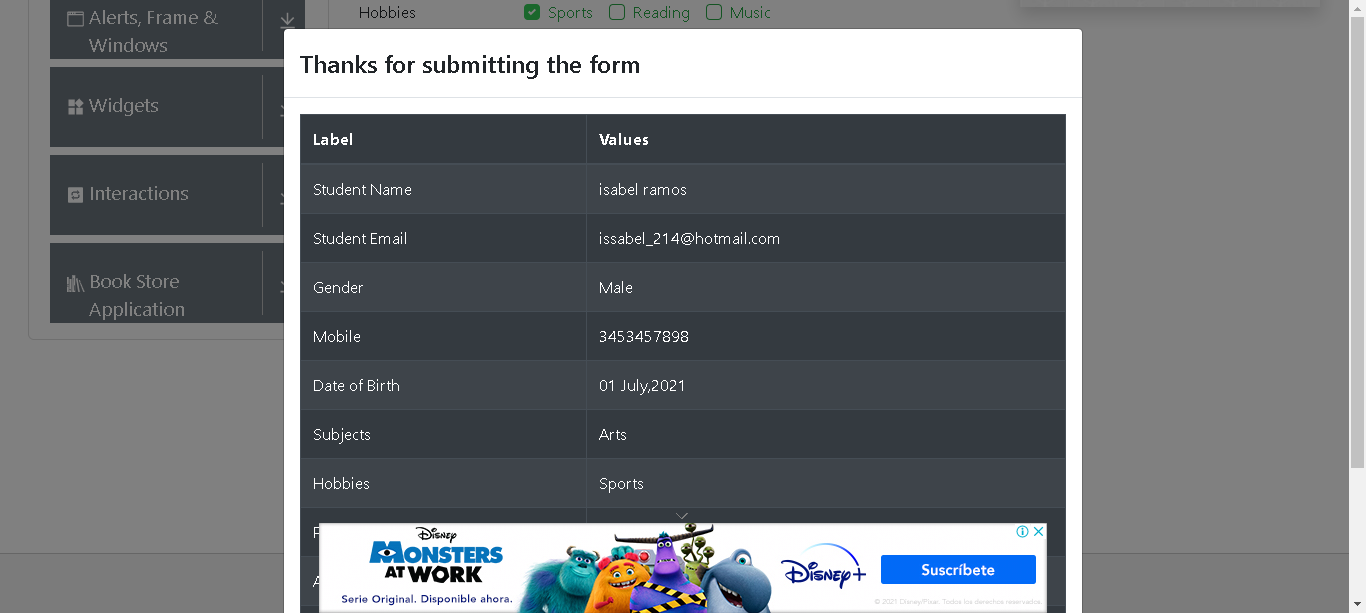 Alerts, Frame &
Windows
Hobbies
Sports
Reading
Music
Widgets
Interactions
Book Store
Application
Thanks for submitting the form
Label Values
Student Name isabel ramos
Student Email issabel_214@hotmail.com
Gender Male
Mobile 3453457898
Date of Birth 01 July,2021
Subjects Arts
Hobbies Sports
Disney
MONSTERS
AT WORK
Serie Original. Disponible ahora.
Disney+
Suscríbete
© 2021 Disney/Pixar. Todos los derechos reservados